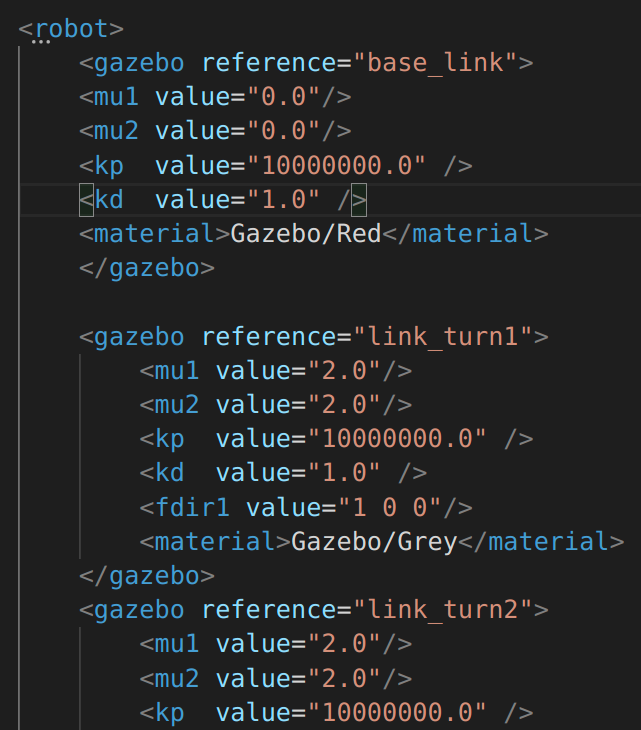 <robot>
<gazebo reference="base_link">
<mu1 value="0.0"/>
<mu2 value="0.0"/>
<kp  value="10000000.0" />
<kd  value="1.0" />
<material>Gazebo/Red</material>
</gazebo>
<gazebo reference="link_turn1">
<mu1 value="2.0"/>
<mu2 value="2.0"/>
<kp  value="10000000.0" />
<kd  value="1.0" />
<fdir1 value="1 0 0"/>
<material>Gazebo/Grey</material>
</gazebo>
<gazebo reference="link_turn2">
<mu1 value="2.0"/>
<mu2 value="2.0"/>
<kp  value="10000000.0" />